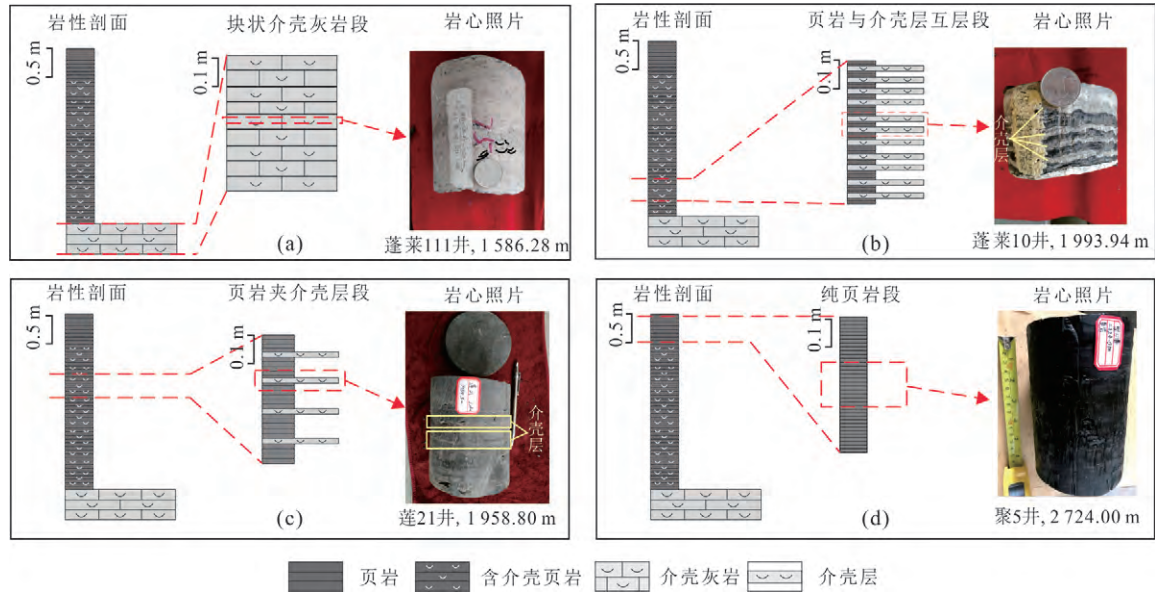 岩性剖面 块状介壳灰岩段 岩心照片
0.5 m
0.1 m
(a)
蓬莱111井, 1 586.28 m
岩性剖面 页岩与介壳层互层段 岩心照片
0.5 m
0.1 m
介壳层
(b)
蓬莱10井, 1 993.94 m
岩性剖面 页岩夹介壳层段 岩心照片
0.5 m
0.1 m
介壳层
(c)
莲21井, 1 958.80 m
岩性剖面 纯页岩段 岩心照片
0.5 m
0.1 m
(d)
聚5井, 2 724.00 m
页岩 含介壳页岩 介壳灰岩 介壳层